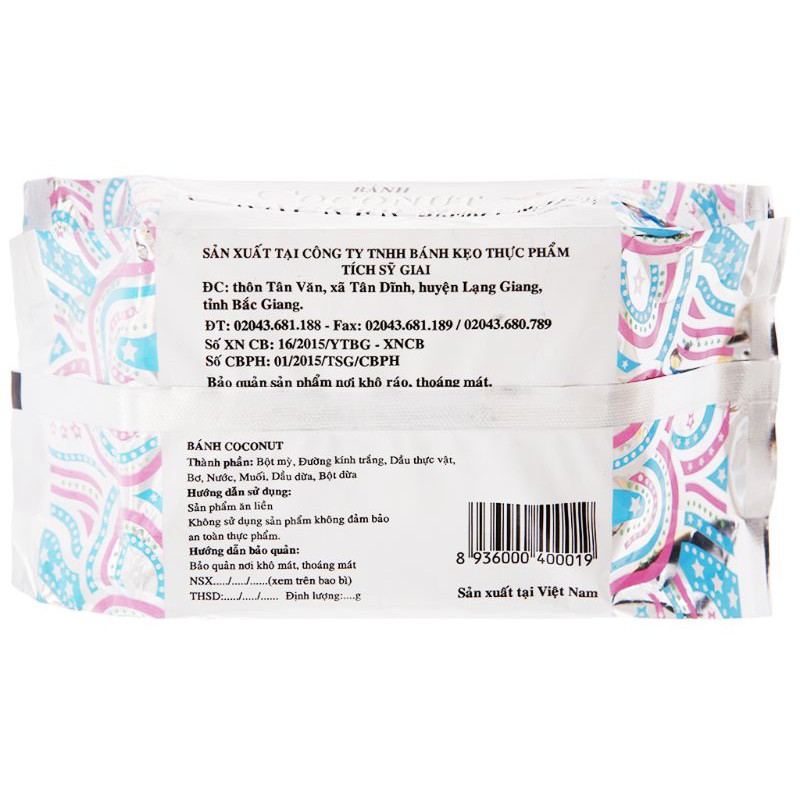 BÁNH
COCONUT
SẢN XUẤT TẠI CÔNG TY TNHH BÁNH KẸO THỰC PHẨM
TÍCH SỸ GIAI
ĐC: thôn Tân Văn, xã Tân Dĩnh, huyện Lạng Giang,
tỉnh Bắc Giang.
ĐT: 02043.681.188 - Fax: 02043.681.189 / 02043.680.789
Số XN CB: 16/2015/YTBG - XNCB
Số CBPH: 01/2015/TSG/CBPH
Bảo quản sản phẩm nơi khô ráo, thoáng mát.
BÁNH COCONUT
Thành phần: Bột mỳ, Đường kính trắng, Dầu thực vật,
Bơ, Nước, Muối, Dầu dừa, Bột dừa
Hướng dẫn sử dụng:
Sản phẩm ăn liền
Không sử dụng sản phẩm không đảm bảo
an toàn thực phẩm.
Hướng dẫn bảo quản:
Bảo quản nơi khô mát, thoáng mát
NSX...../...../......(xem trên bao bì)
THSD:...../...../...... Định lượng:....g
8 936000 400019
Sản xuất tại Việt Nam